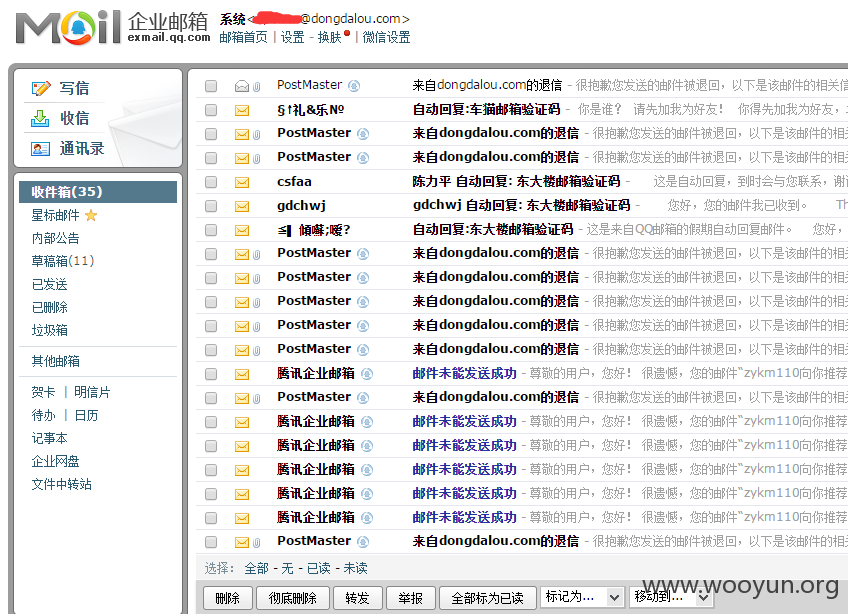 MOil 企业邮箱 exmail.qq.com
系统< @dongdalou.com>
邮箱首页 | 设置 - 换肤 | 微信设置
写信
收信
通讯录
收件箱(35)
星标邮件
内部公告
草稿箱(11)
已发送
已删除
垃圾箱
其他邮箱
贺卡 | 明信片
待办 | 日历
记事本
企业网盘
文件中转站
PostMaster 来自dongdalou.com的退信 - 很抱歉您发送的邮件被退回，以下是该邮件的相关信
§↑礼&乐№ 自动回复:车猫邮箱验证码 - 你是谁? 请先加我为好友! 你得先加我为好友，
PostMaster 来自dongdalou.com的退信 - 很抱歉您发送的邮件被退回，以下是该邮件的相关
PostMaster 来自dongdalou.com的退信 - 很抱歉您发送的邮件被退回，以下是该邮件的相关
csfaa 陈力平 自动回复: 东大楼邮箱验证码 - 这是自动回复，到时会与您联系，谢
gdchwj gdchwj 自动回复: 东大楼邮箱验证码 - 您好，您的邮件我已收到。 Th
自动回复:东大楼邮箱验证码 - 这是来自QQ邮箱的假期自动回复邮件。 您好，
PostMaster 来自dongdalou.com的退信 - 很抱歉您发送的邮件被退回，以下是该邮件的相关
PostMaster 来自dongdalou.com的退信 - 很抱歉您发送的邮件被退回，以下是该邮件的相关
PostMaster 来自dongdalou.com的退信 - 很抱歉您发送的邮件被退回，以下是该邮件的相关
PostMaster 来自dongdalou.com的退信 - 很抱歉您发送的邮件被退回，以下是该邮件的相关
PostMaster 来自dongdalou.com的退信 - 很抱歉您发送的邮件被退回，以下是该邮件的相关
腾讯企业邮箱 邮件未能发送成功 - 尊敬的用户，您好! 很遗憾，您的邮件“zykm110向你推荐
PostMaster 来自dongdalou.com的退信 - 很抱歉您发送的邮件被退回，以下是该邮件的相关
腾讯企业邮箱 邮件未能发送成功 - 尊敬的用户，您好! 很遗憾，您的邮件“zykm110向你推荐
腾讯企业邮箱 邮件未能发送成功 - 尊敬的用户，您好! 很遗憾，您的邮件“zykm110向你推荐
腾讯企业邮箱 邮件未能发送成功 - 尊敬的用户，您好! 很遗憾，您的邮件“zykm110向你推荐
腾讯企业邮箱 邮件未能发送成功 - 尊敬的用户，您好! 很遗憾，您的邮件“zykm110向你推荐
腾讯企业邮箱 邮件未能发送成功 - 尊敬的用户，您好! 很遗憾，您的邮件“zykm110向你推荐
PostMaster 来自dongdalou.com的退信 - 很抱歉您发送的邮件被退回，以下是该邮件的相关
选择: 全部 - 无 - 已读 - 未读
删除 彻底删除 转发 举报 全部标为已读 标记为... 移动到...
www.wooyun.org